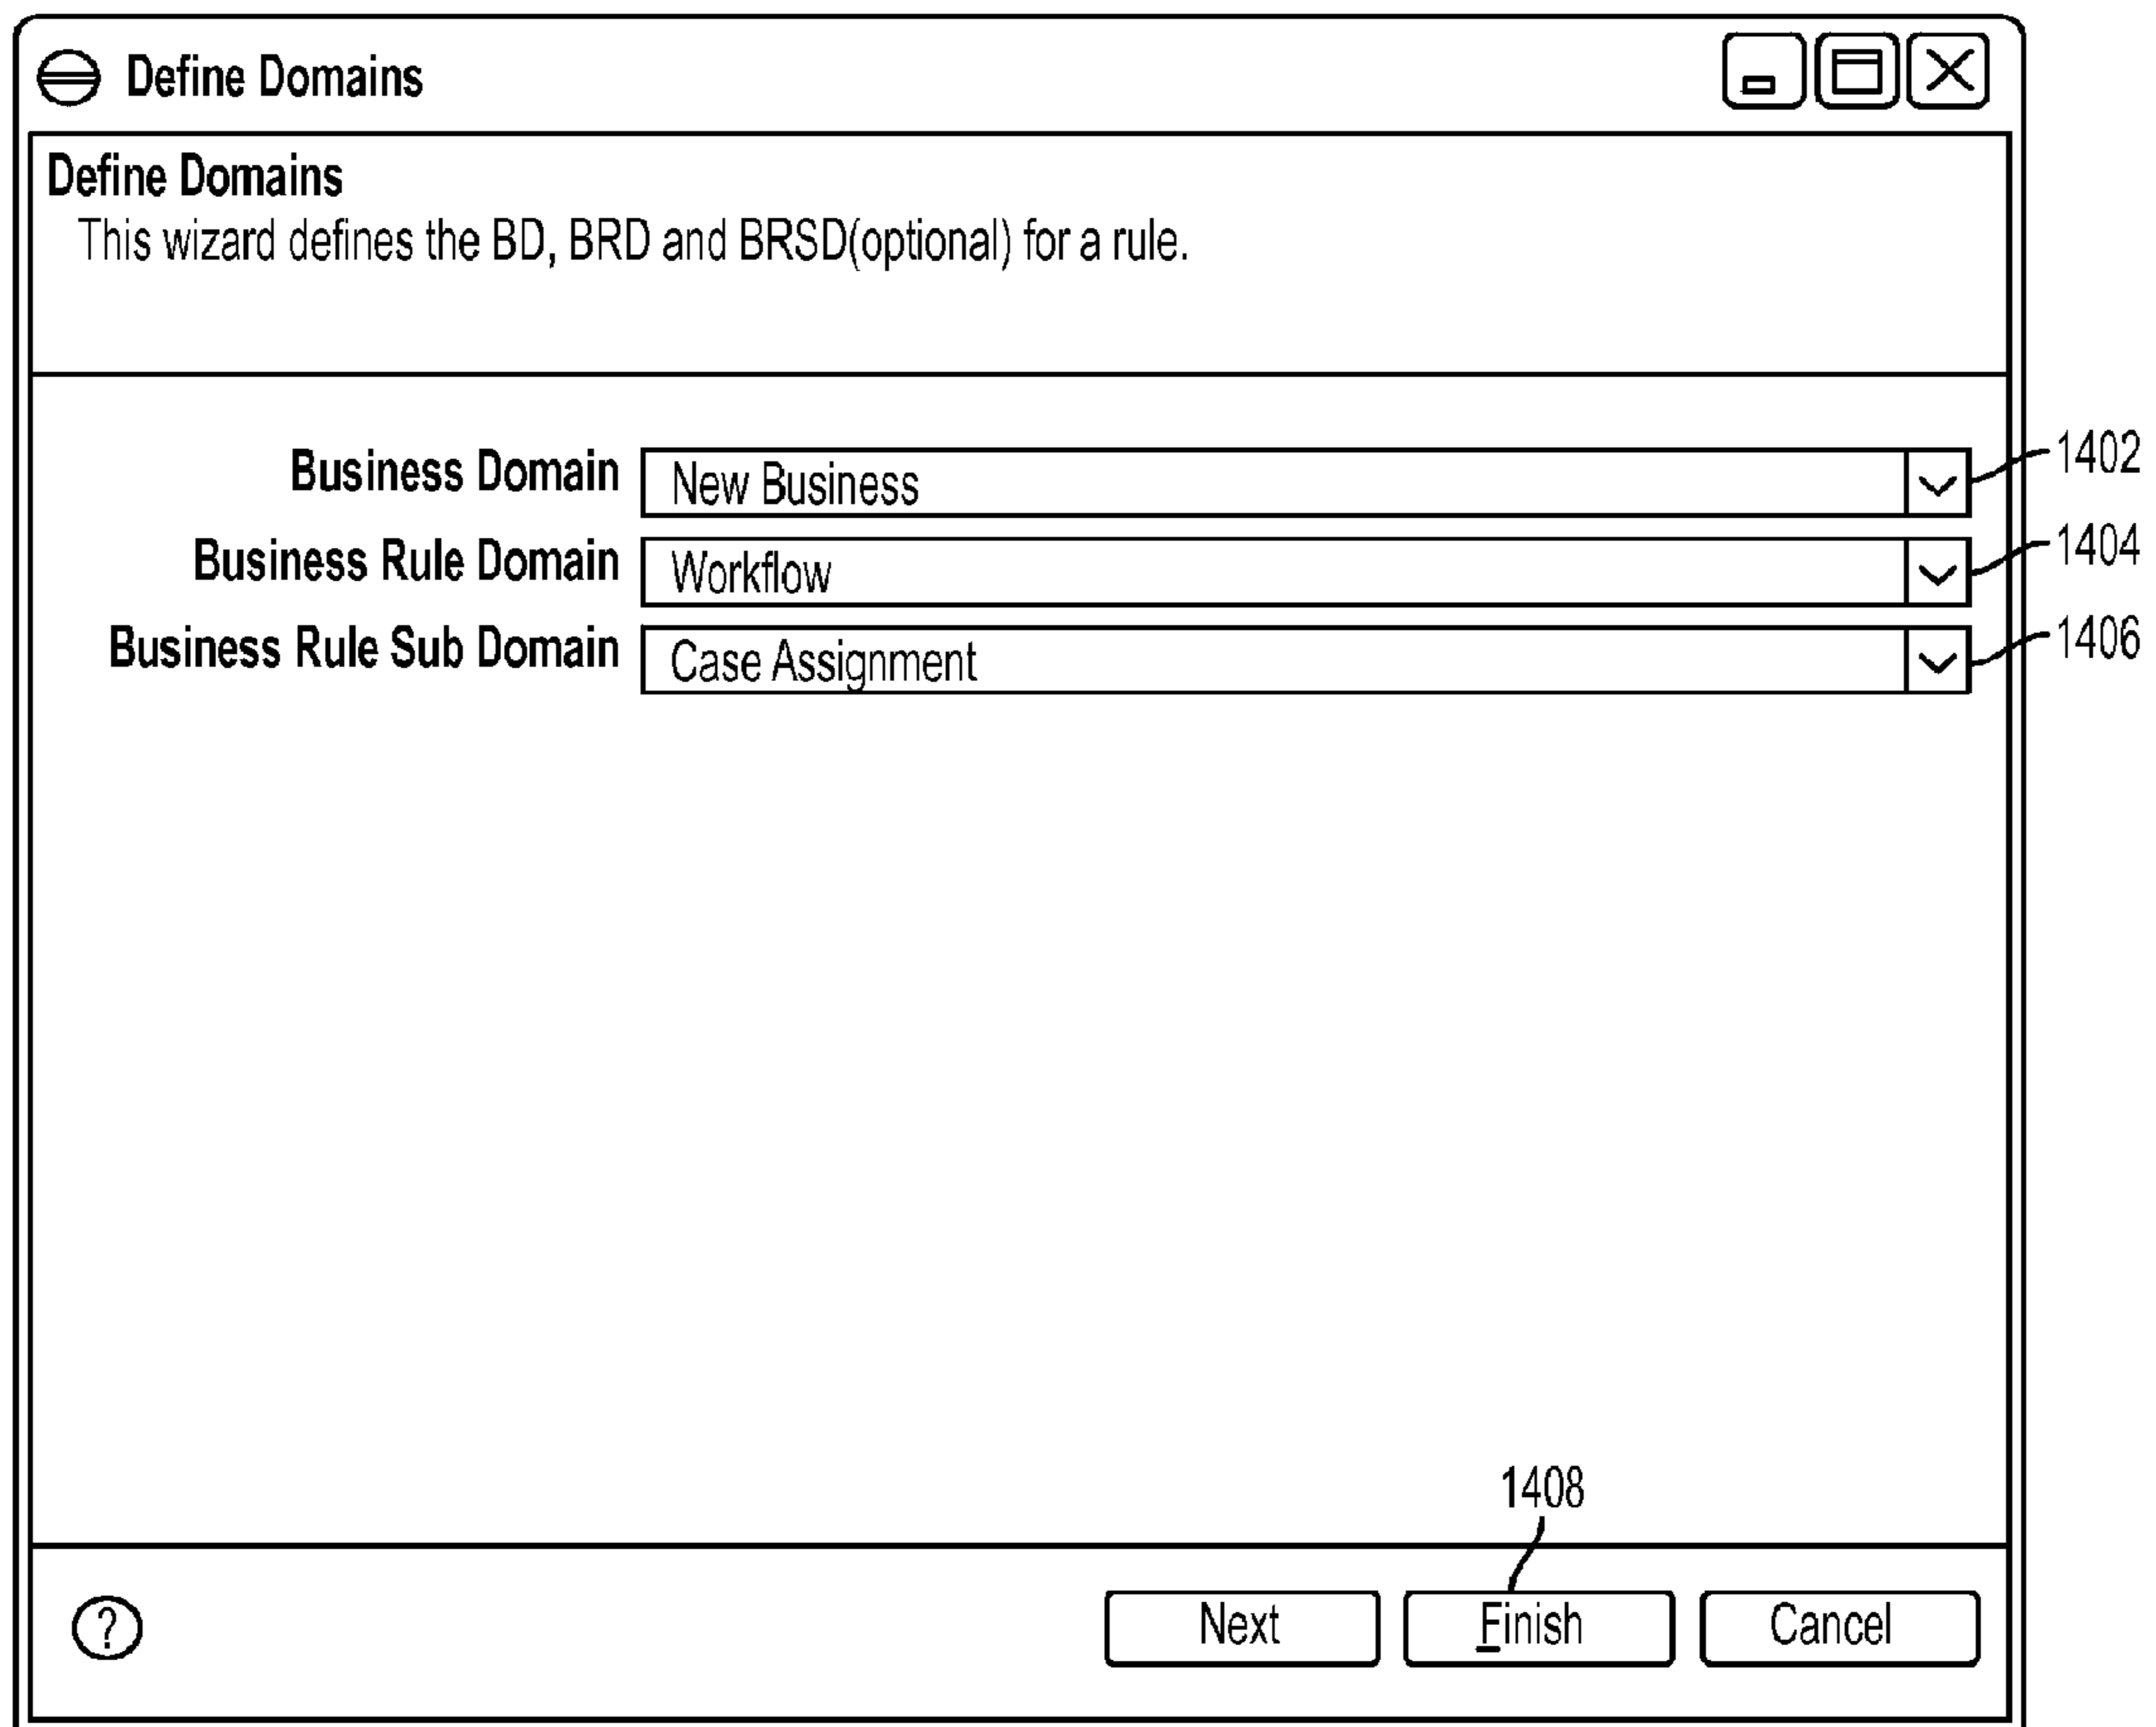 Define Domains
Define Domains
This wizard defines the BD, BRD and BRSD(optional) for a rule.
Business Domain New Business 1402
Business Rule Domain Workflow 1404
Business Rule Sub Domain Case Assignment 1406
1408
? Next Finish Cancel